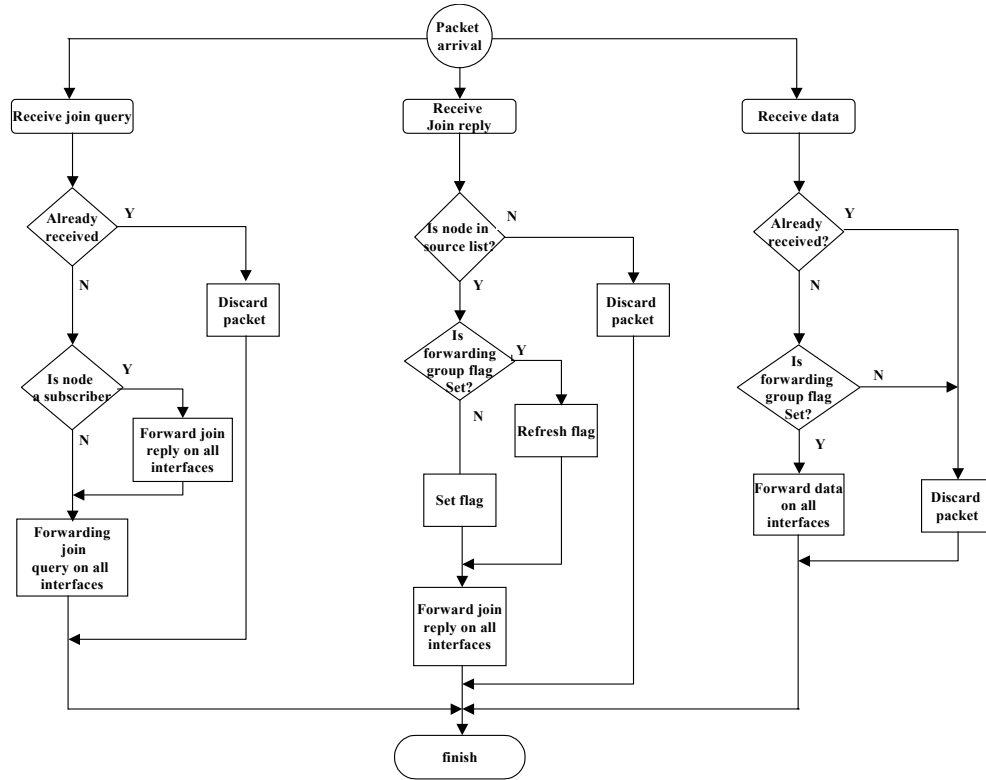 Packet
arrival
Receive join query
Already
received
Y
N
Discard
packet
Is node
a subscriber
Y
N
Forward join
reply on all
interfaces
Forwarding
join
query on all
interfaces
Receive
Join reply
Is node in
source list?
N
Y
Discard
packet
Is
forwarding
group flag
Set?
Y
N
Refresh flag
Set flag
Forward join
reply on all
interfaces
Receive data
Already
received?
Y
N
Is
forwarding
group flag
Set?
N
Y
Forward data
on all
interfaces
Discard
packet
finish